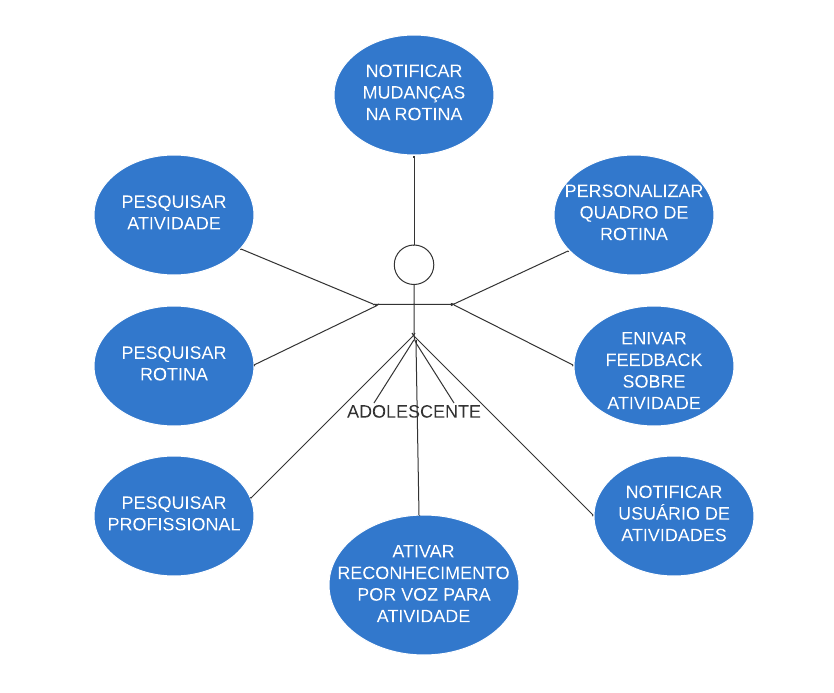 NOTIFICAR
MUDANÇAS
NA ROTINA
PESQUISAR
ATIVIDADE
PERSONALIZAR
QUADRO DE
ROTINA
PESQUISAR
ROTINA
ENIVAR
FEEDBACK
SOBRE
ATIVIDADE
ADOLESCENTE
PESQUISAR
PROFISSIONAL
NOTIFICAR
USUÁRIO DE
ATIVIDADES
ATIVAR
RECONHECIMENTO
POR VOZ PARA
ATIVIDADE